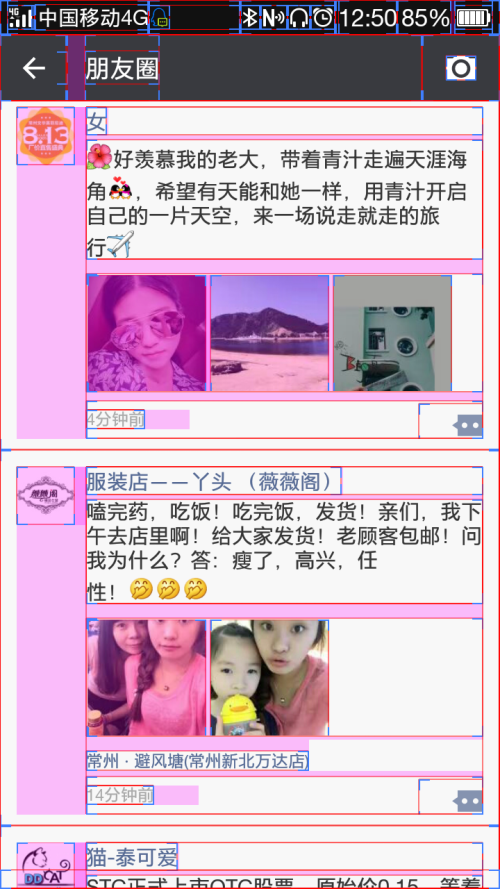 4G 中国移动4G 12:50 85%
朋友圈
8.13
女
好羡慕我的老大，带着青汁走遍天涯海
角，希望有天能和她一样，用青汁开启
自己的一片天空，来一场说走就走的旅
行
4分钟前
薇薇阁
服装店——丫头 （薇薇阁）
嗑完药，吃饭！吃完饭，发货！亲们，我下
午去店里啊！给大家发货！老顾客包邮！问
我为什么？答：瘦了，高兴，任
性！
常州 · 避风塘(常州新北万达店)
14分钟前
DDCAT
猫-泰可爱
STC正式上市OTC股票，原始价0.15，等着